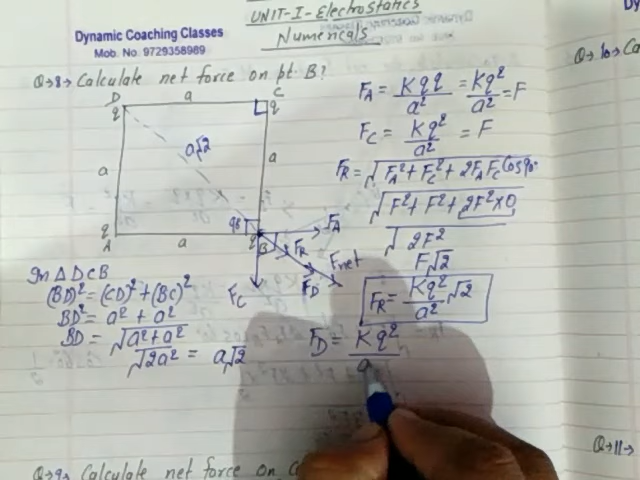 UNIT-I-Electrostatics
Numericals
Dynamic Coaching Classes
Mob. No. 9729358989
Q→8→ Calculate net force on pt. B?
D
a
C
q
q
a√2
a
a
90
q
A
a
q
B
F_A
F_R
F_net
F_D
F_C
F_A = Kqq/a² = Kq²/a² = F
F_C = Kq²/a² = F
F_R = √F_A²+F_C²+2F_AF_C Cos90°
√F²+F²+2F²×0
√2F²
F√2
F_R = Kq²/a² √2
In Δ DCB
(BD)² = (CD)²+(BC)²
BD² = a² + a²
BD = √a²+a²
√2a² = a√2
F_D = Kq²/a
Q→9→ Calculate net force on
Q→10→ Ca
Q→11→